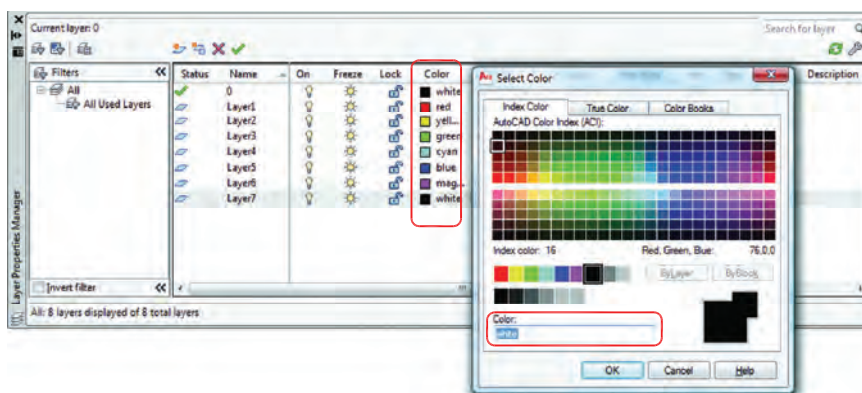 Current layer: 0
Search for layer
Filters
All
All Used Layers
Invert filter
Status Name On Freeze Lock Color Description
0 white
Layer1 red
Layer2 yell...
Layer3 green
Layer4 cyan
Layer5 blue
Layer6 mag...
Layer7 white
All: 8 layers displayed of 8 total layers
Layer Properties Manager
Select Color
Index Color True Color Color Books
AutoCAD Color Index (ACI):
Index color: 16 Red, Green, Blue: 76,0,0
ByLayer ByBlock
Color:
white
OK Cancel Help